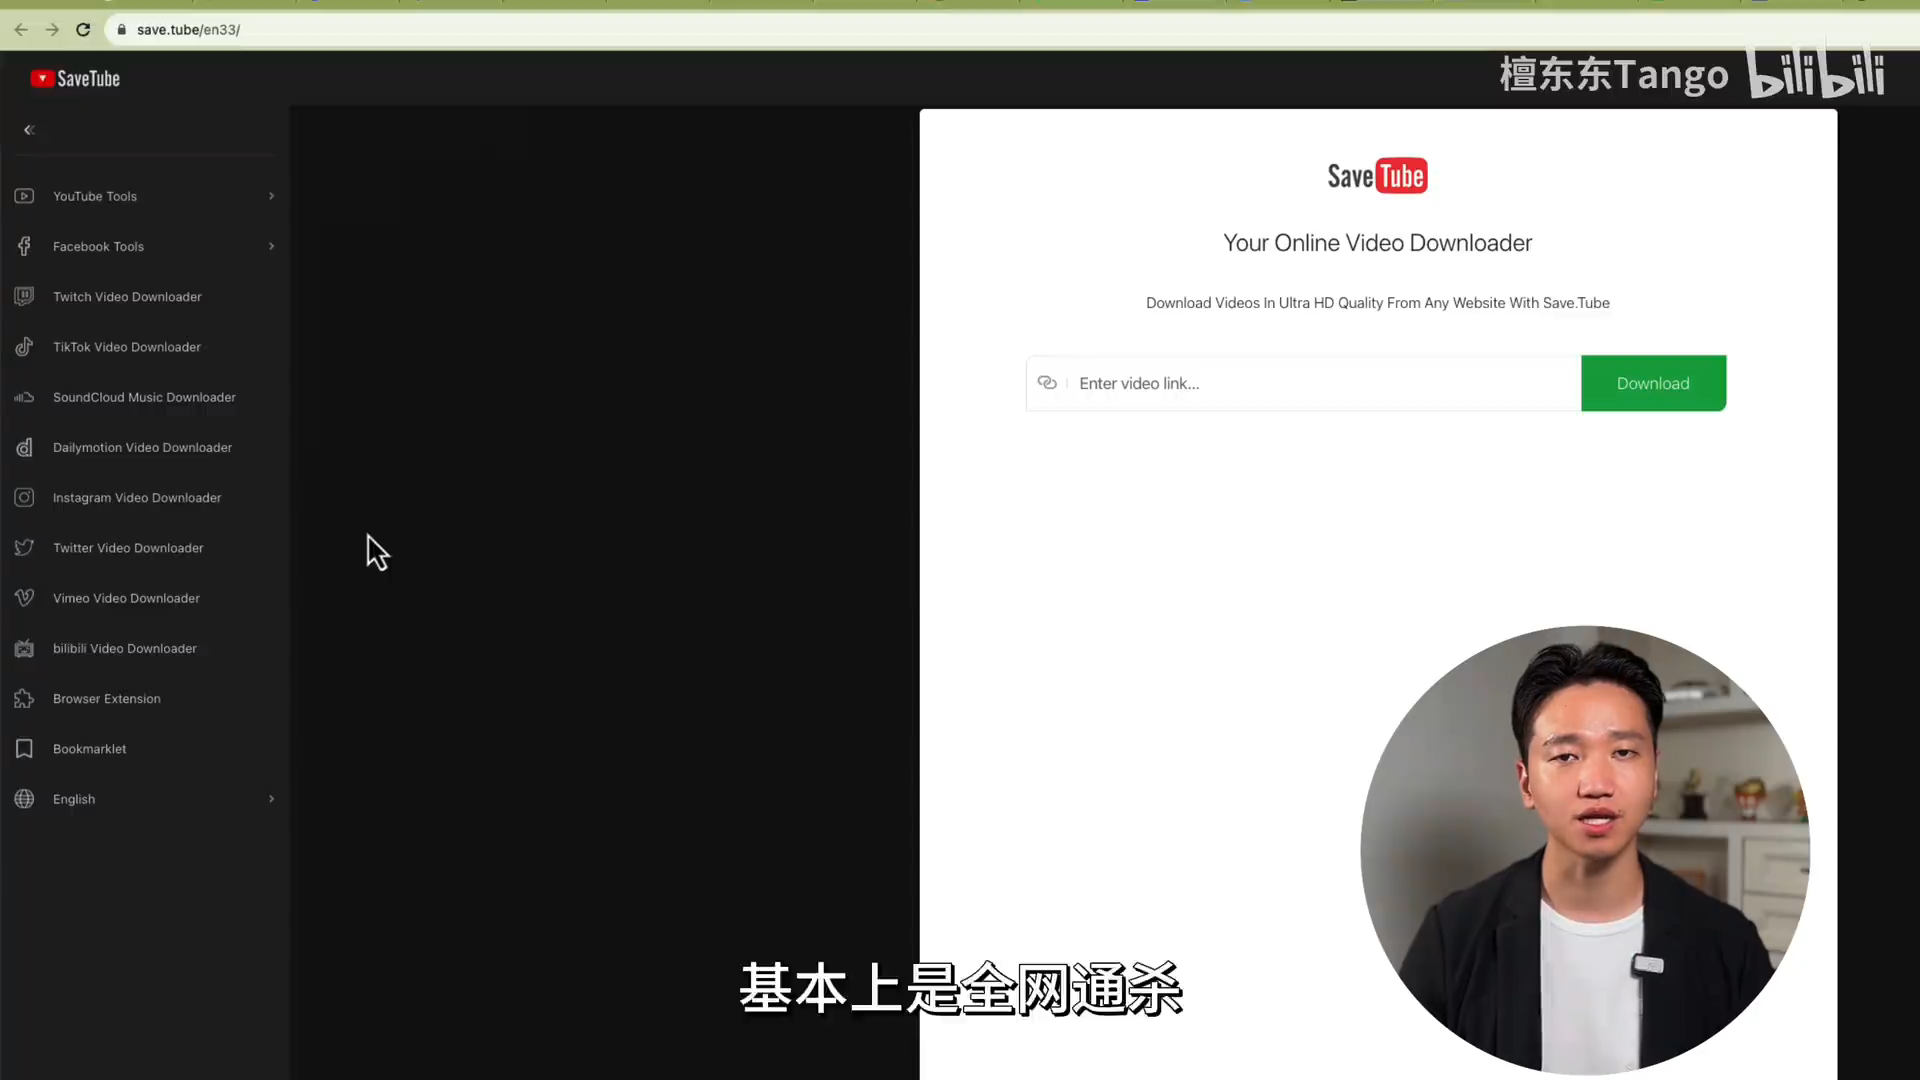 save.tube/en33/
SaveTube
檀东东Tango bilibili
YouTube Tools
Facebook Tools
Twitch Video Downloader
TikTok Video Downloader
SoundCloud Music Downloader
Dailymotion Video Downloader
Instagram Video Downloader
Twitter Video Downloader
Vimeo Video Downloader
bilibili Video Downloader
Browser Extension
Bookmarklet
English
Save Tube
Your Online Video Downloader
Download Videos In Ultra HD Quality From Any Website With Save.Tube
Enter video link...
Download
基本上是全网通杀